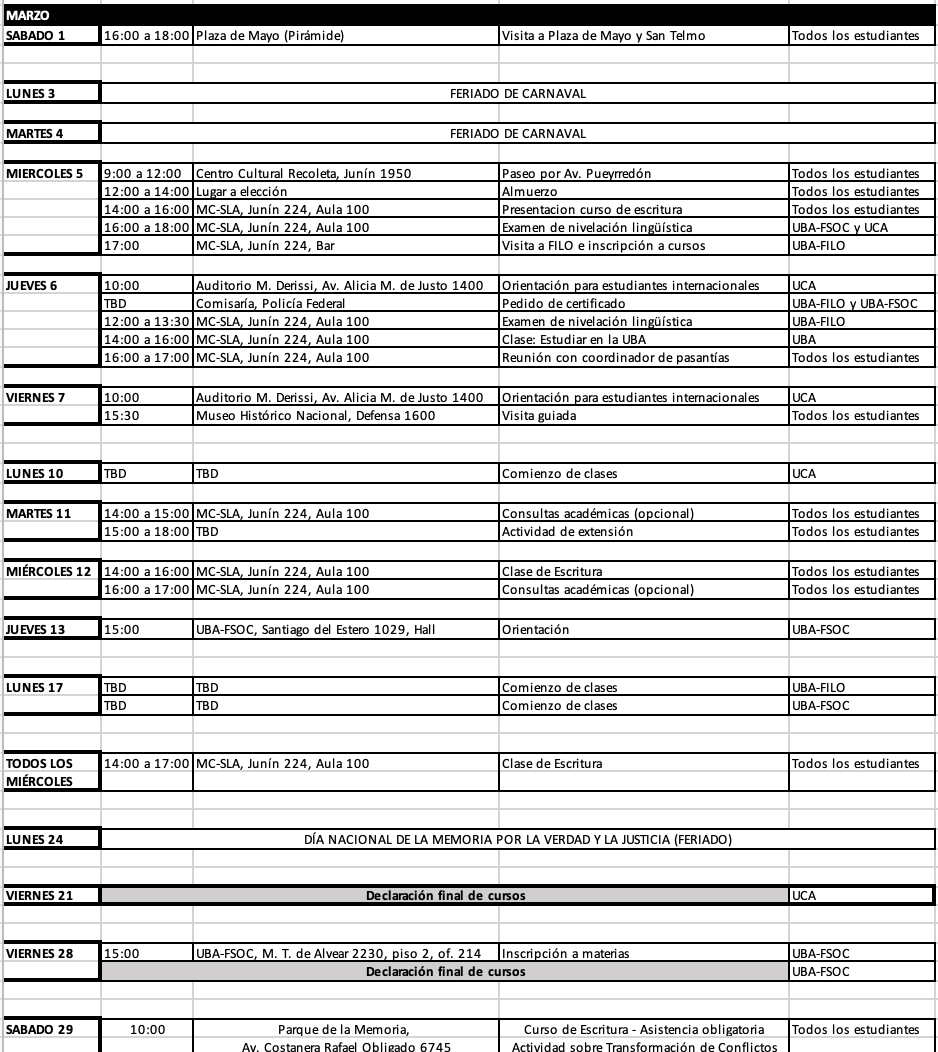 MARZO
SABADO 1 16:00 a 18:00 Plaza de Mayo (Pirámide) Visita a Plaza de Mayo y San Telmo Todos los estudiantes
LUNES 3 FERIADO DE CARNAVAL
MARTES 4 FERIADO DE CARNAVAL
MIERCOLES 5 9:00 a 12:00 Centro Cultural Recoleta, Junín 1950 Paseo por Av. Pueyrredón Todos los estudiantes
12:00 a 14:00 Lugar a elección Almuerzo Todos los estudiantes
14:00 a 16:00 MC-SLA, Junín 224, Aula 100 Presentacion curso de escritura Todos los estudiantes
16:00 a 18:00 MC-SLA, Junín 224, Aula 100 Examen de nivelación lingüística UBA-FSOC y UCA
17:00 MC-SLA, Junín 224, Bar Visita a FILO e inscripción a cursos UBA-FILO
JUEVES 6 10:00 Auditorio M. Derissi, Av. Alicia M. de Justo 1400 Orientación para estudiantes internacionales UCA
TBD Comisaría, Policía Federal Pedido de certificado UBA-FILO y UBA-FSOC
12:00 a 13:30 MC-SLA, Junín 224, Aula 100 Examen de nivelación lingüística UBA-FILO
14:00 a 16:00 MC-SLA, Junín 224, Aula 100 Clase: Estudiar en la UBA UBA
16:00 a 17:00 MC-SLA, Junín 224, Aula 100 Reunión con coordinador de pasantías Todos los estudiantes
VIERNES 7 10:00 Auditorio M. Derissi, Av. Alicia M. de Justo 1400 Orientación para estudiantes internacionales UCA
15:30 Museo Histórico Nacional, Defensa 1600 Visita guiada Todos los estudiantes
LUNES 10 TBD TBD Comienzo de clases UCA
MARTES 11 14:00 a 15:00 MC-SLA, Junín 224, Aula 100 Consultas académicas (opcional) Todos los estudiantes
15:00 a 18:00 TBD Actividad de extensión Todos los estudiantes
MIÉRCOLES 12 14:00 a 16:00 MC-SLA, Junín 224, Aula 100 Clase de Escritura Todos los estudiantes
16:00 a 17:00 MC-SLA, Junín 224, Aula 100 Consultas académicas (opcional) Todos los estudiantes
JUEVES 13 15:00 UBA-FSOC, Santiago del Estero 1029, Hall Orientación UBA-FSOC
LUNES 17 TBD TBD Comienzo de clases UBA-FILO
TBD TBD Comienzo de clases UBA-FSOC
TODOS LOS 14:00 a 17:00 MC-SLA, Junín 224, Aula 100 Clase de Escritura Todos los estudiantes
MIÉRCOLES
LUNES 24 DÍA NACIONAL DE LA MEMORIA POR LA VERDAD Y LA JUSTICIA (FERIADO)
VIERNES 21 Declaración final de cursos UCA
VIERNES 28 15:00 UBA-FSOC, M. T. de Alvear 2230, piso 2, of. 214 Inscripción a materias UBA-FSOC
Declaración final de cursos UBA-FSOC
SABADO 29 10:00 Parque de la Memoria, Curso de Escritura - Asistencia obligatoria Todos los estudiantes
Av. Costanera Rafael Obligado 6745 Actividad sobre Transformación de Conflictos